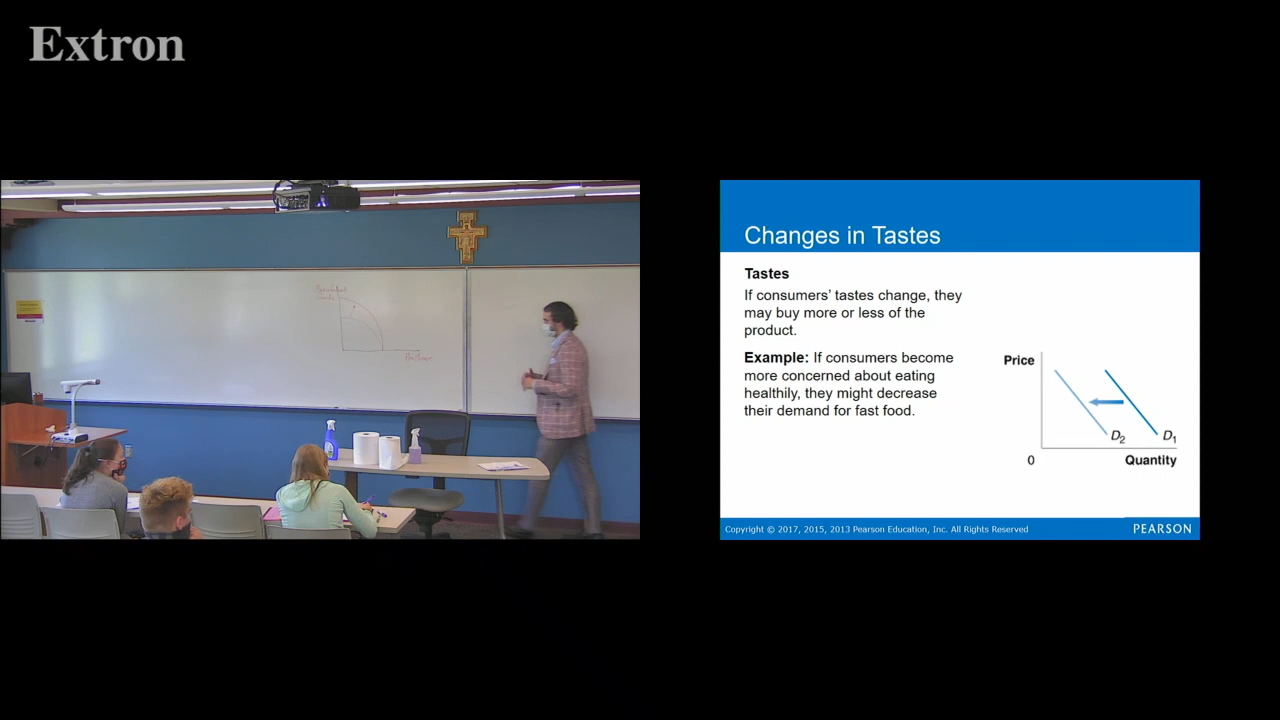 Extron
Changes in Tastes
Tastes
If consumers’ tastes change, they
may buy more or less of the
product.
Example: If consumers become
more concerned about eating
healthily, they might decrease
their demand for fast food.
Price
D2
D1
0
Quantity
Copyright © 2017, 2015, 2013 Pearson Education, Inc. All Rights Reserved
PEARSON